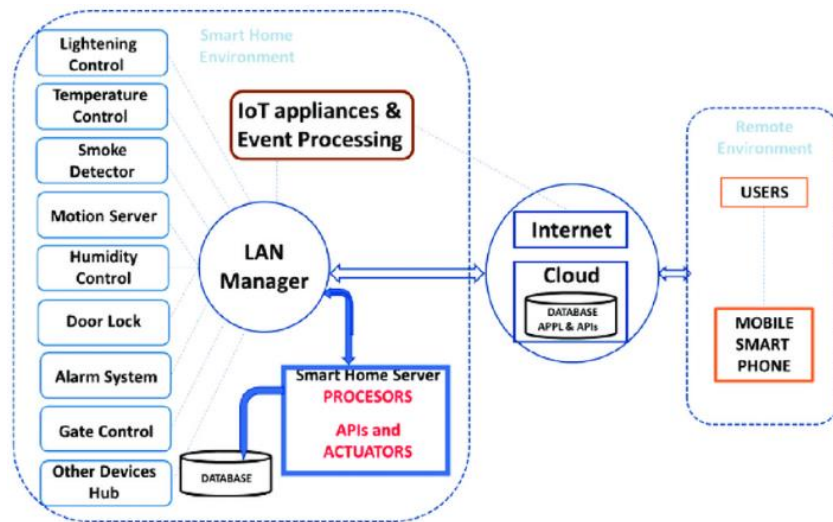 Smart Home
Environment
Lightening
Control
Temperature
Control
Smoke
Detector
Motion Server
Humidity
Control
Door Lock
Alarm System
Gate Control
Other Devices
Hub
IoT appliances &
Event Processing
LAN
Manager
Smart Home Server
PROCESORS
APIs and
ACTUATORS
DATABASE
Internet
Cloud
DATABASE
APPL & APIs
Remote
Environment
USERS
MOBILE
SMART
PHONE